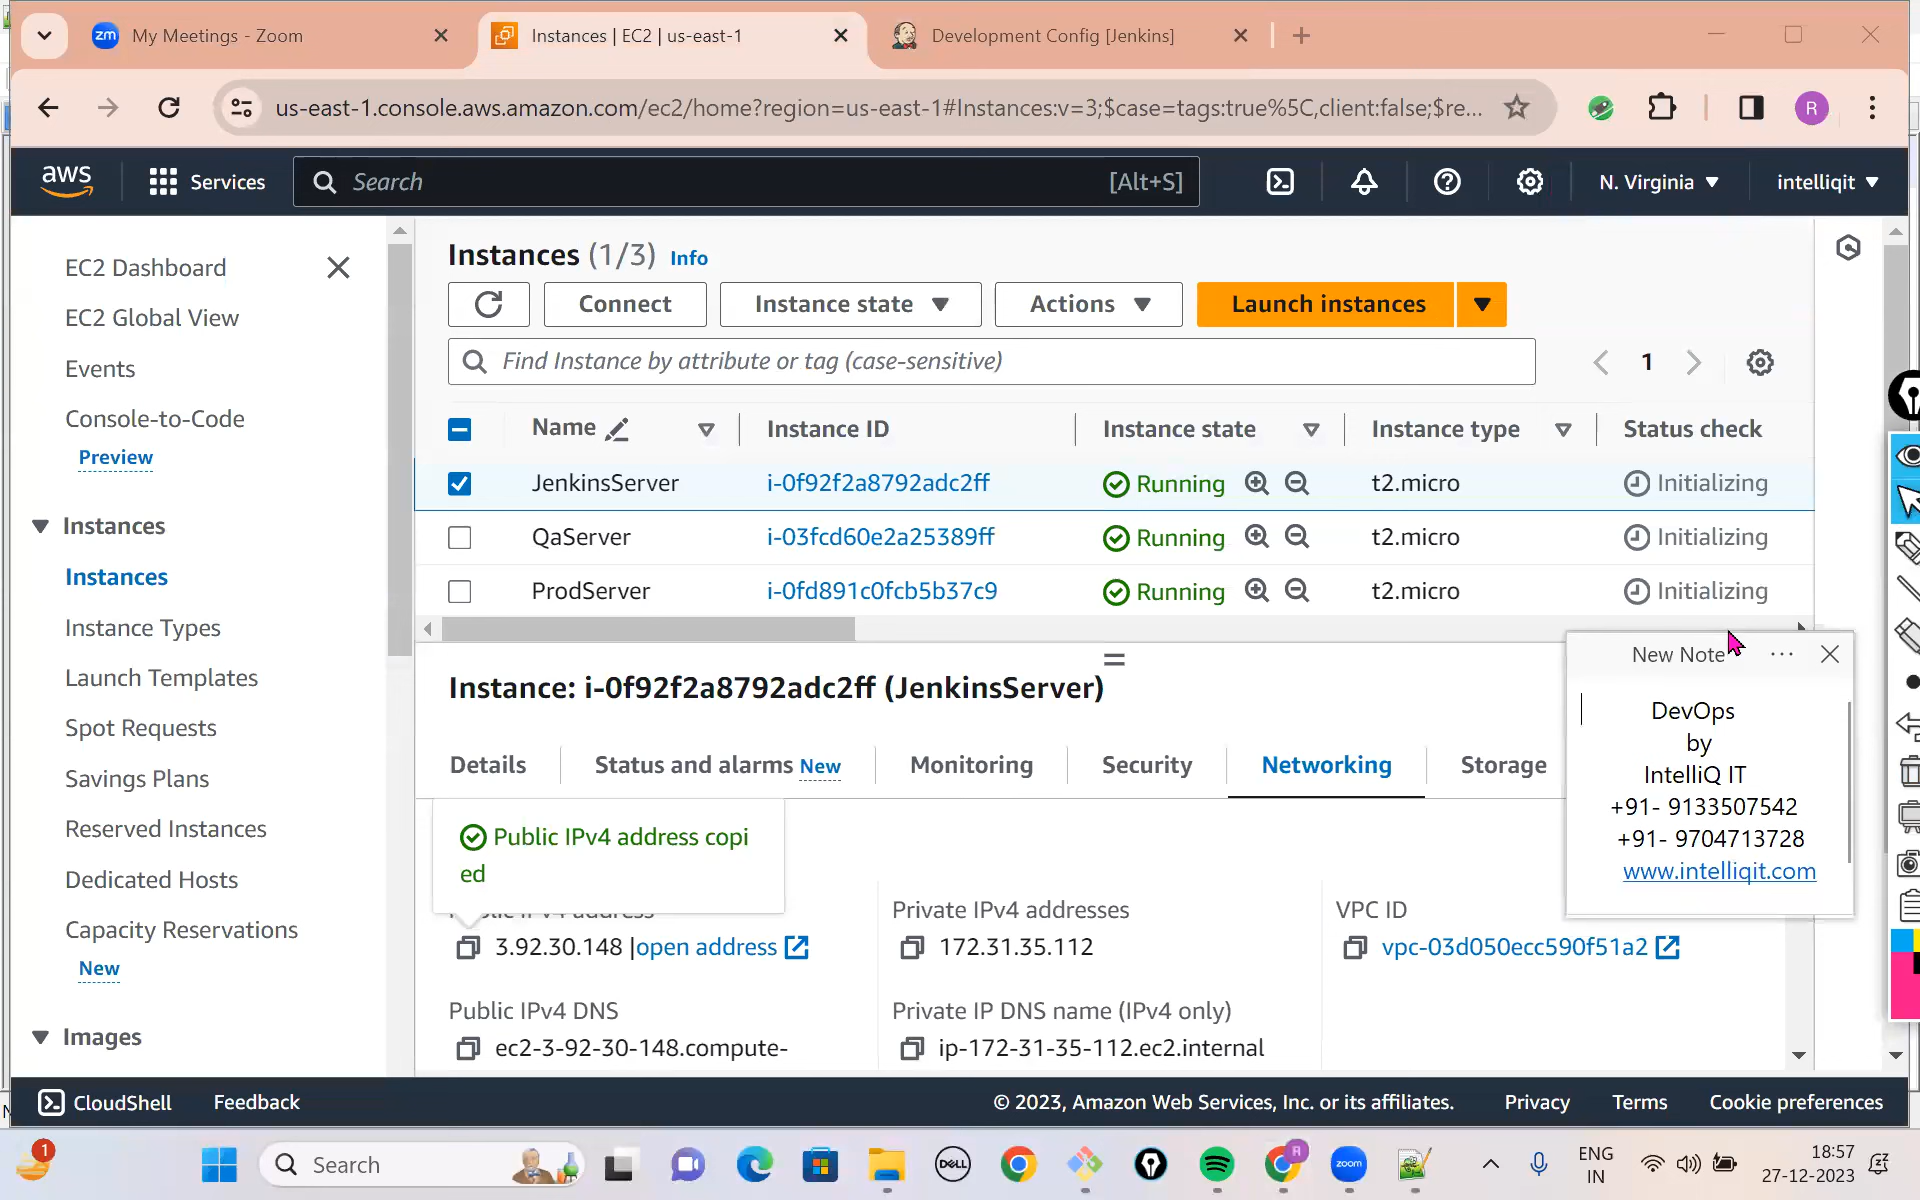 My Meetings - Zoom
Instances | EC2 | us-east-1
Development Config [Jenkins]
us-east-1.console.aws.amazon.com/ec2/home?region=us-east-1#Instances:v=3;$case=tags:true%5C,client:false;$re...
R
aws
Services
Search
[Alt+S]
N. Virginia
intelliqit
EC2 Dashboard
EC2 Global View
Events
Console-to-Code
Preview
Instances
Instances
Instance Types
Launch Templates
Spot Requests
Savings Plans
Reserved Instances
Dedicated Hosts
Capacity Reservations
New
Images
Instances (1/3) Info
Connect
Instance state
Actions
Launch instances
Find Instance by attribute or tag (case-sensitive)
1
Name Instance ID Instance state Instance type Status check
JenkinsServer i-0f92f2a8792adc2ff Running t2.micro Initializing
QaServer i-03fcd60e2a25389ff Running t2.micro Initializing
ProdServer i-0fd891c0fcb5b37c9 Running t2.micro Initializing
Instance: i-0f92f2a8792adc2ff (JenkinsServer)
Details
Status and alarms New
Monitoring
Security
Networking
Storage
Public IPv4 address copi
ed
Public IPv4 address
3.92.30.148 |open address
Private IPv4 addresses
172.31.35.112
VPC ID
vpc-03d050ecc590f51a2
Public IPv4 DNS
ec2-3-92-30-148.compute-
Private IP DNS name (IPv4 only)
ip-172-31-35-112.ec2.internal
New Note
DevOps
by
IntelliQ IT
+91- 9133507542
+91- 9704713728
www.intelliqit.com
CloudShell
Feedback
© 2023, Amazon Web Services, Inc. or its affiliates.
Privacy
Terms
Cookie preferences
1
Search
DELL
R
zoom
ENG
IN
18:57
27-12-2023
zm